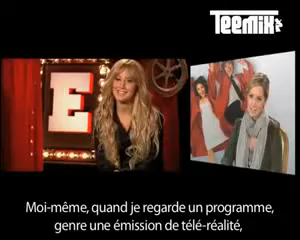 TEEMIX
E
Moi-même, quand je regarde un programme,
genre une émission de télé-réalité,